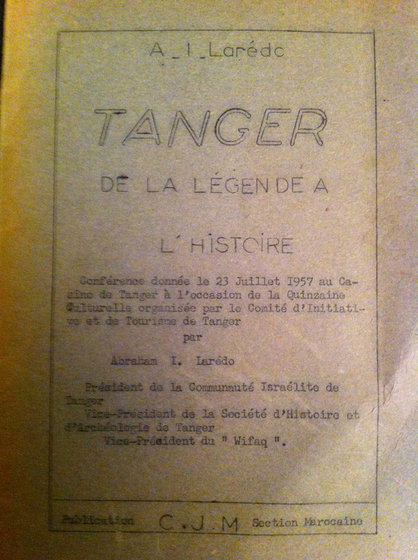 A_I_Larédo
TANGER
DE LA LÉGENDE A
L'HISTOIRE
Conférence donnée le 23 Juillet I957 au Ca-
sino de Tanger à l'occasion de la Quinzaine
Culturelle organisée par le Comité d'Initiati-
ve et de Tourisme de Tanger
par
Abraham I. Larédo
Président de la Communauté Israélite de
Tanger
Vice-Président de la Société d'Histoire et
d'Archéologie de Tanger
Vice-Président du " Wifaq ".
Publication C.J.M Section Marocaine